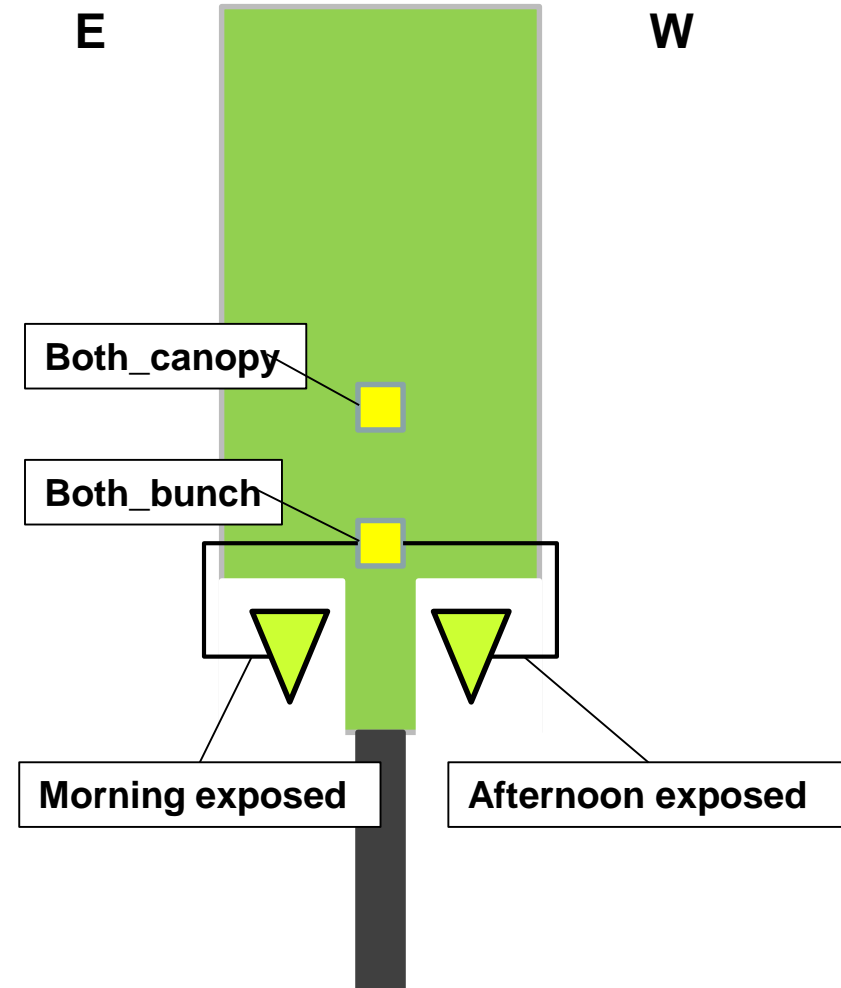 E
W
Both_canopy
Both_bunch
Morning exposed
Afternoon exposed